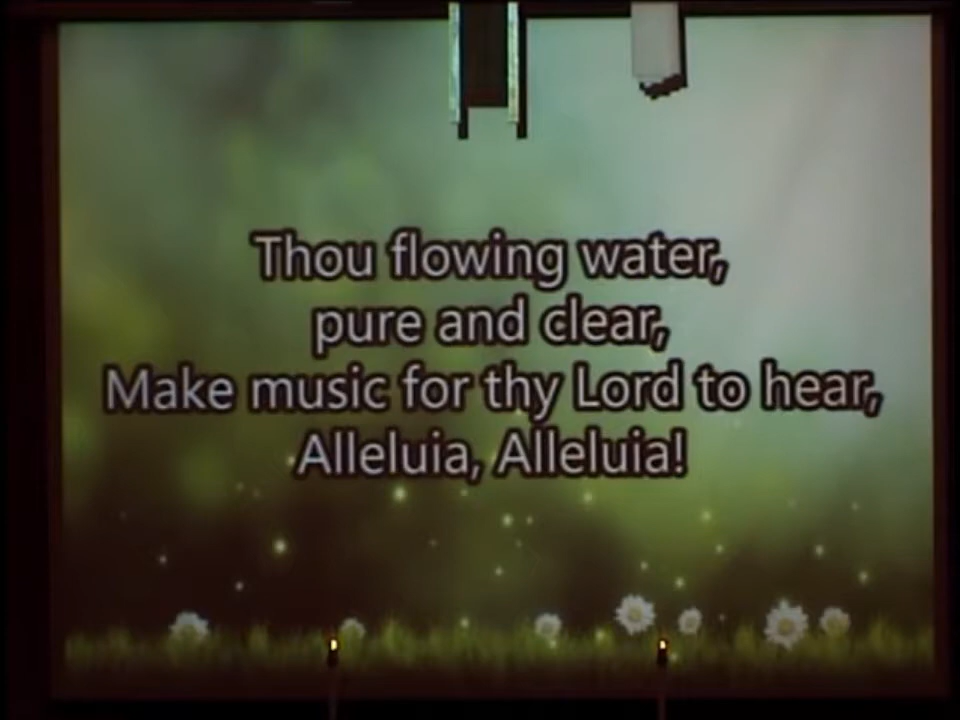 Thou flowing water,
pure and clear,
Make music for thy Lord to hear,
Alleluia, Alleluia!